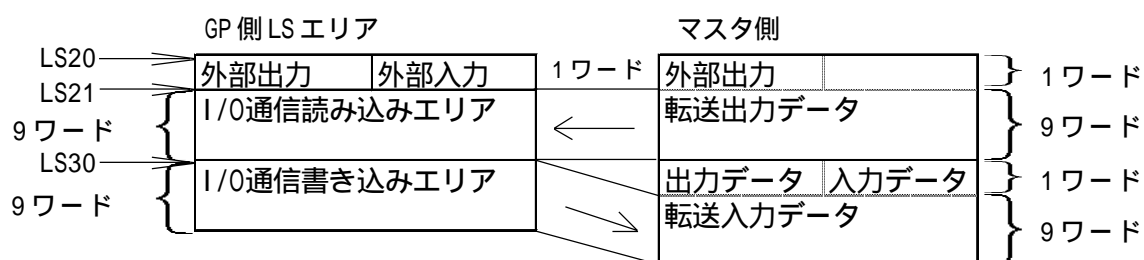 GP側LSエリア マスタ側
LS20 外部出力 外部入力 1ワード 外部出力 1ワード
LS21 I/O通信読み込みエリア 転送出力データ
9ワード 9ワード
LS30 I/O通信書き込みエリア 出力データ 入力データ 1ワード
9ワード 転送入力データ 9ワード